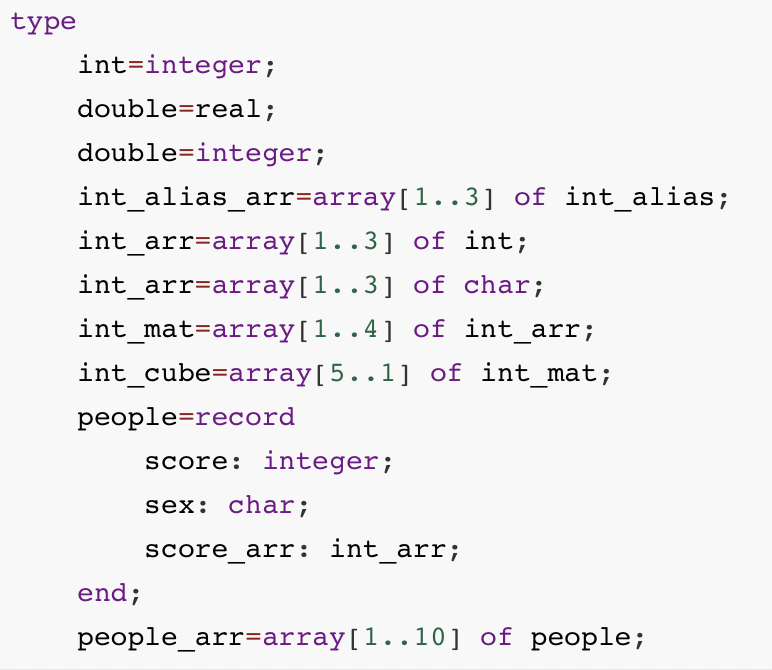 type
int=integer;
double=real;
double=integer;
int_alias_arr=array[1..3] of int_alias;
int_arr=array[1..3] of int;
int_arr=array[1..3] of char;
int_mat=array[1..4] of int_arr;
int_cube=array[5..1] of int_mat;
people=record
score: integer;
sex: char;
score_arr: int_arr;
end;
people_arr=array[1..10] of people;